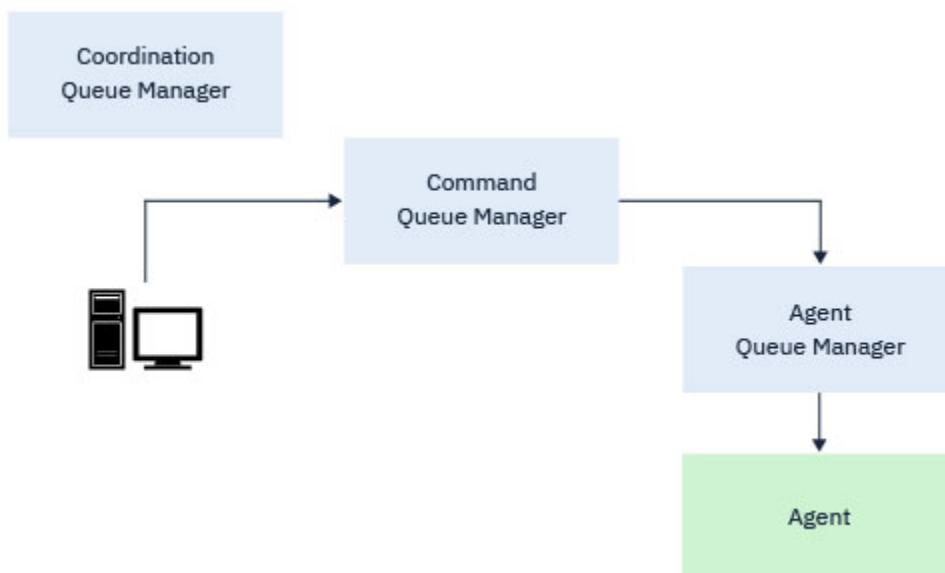 Coordination
Queue Manager
Command
Queue Manager
Agent
Queue Manager
Agent